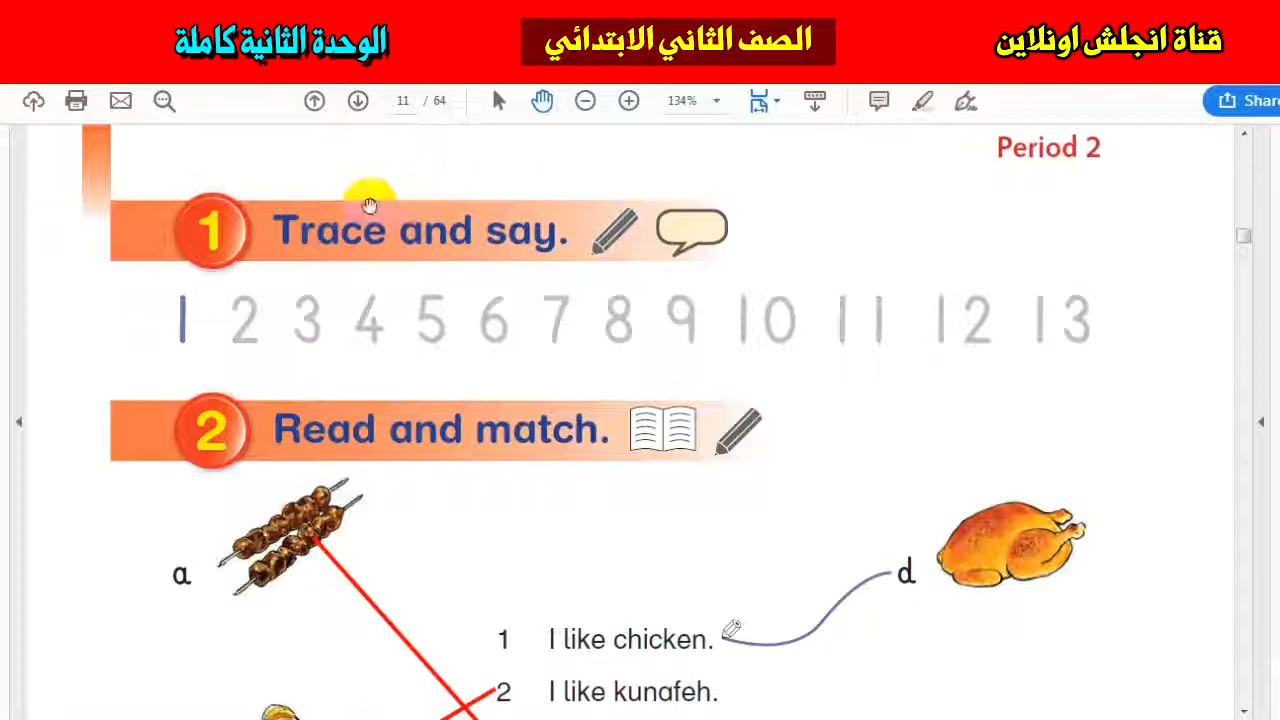 قناة انجلش اونلاين
الصف الثاني الابتدائي
الوحدة الثانية كاملة
11 / 64
134%
Share
Period 2
1 Trace and say.
1 2 3 4 5 6 7 8 9 10 11 12 13
2 Read and match.
a
d
1 I like chicken.
2 I like kunafeh.